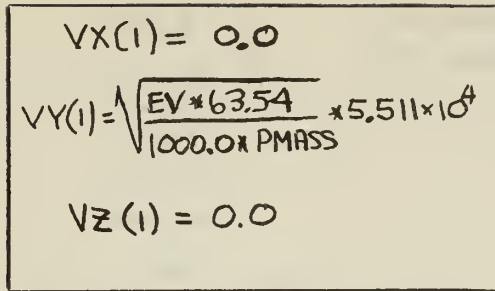 VX(1) = 0.0
VY(1) = √(EV*63.54 / 1000.0* PMASS) *5.511×10⁴
VZ(1) = 0.0